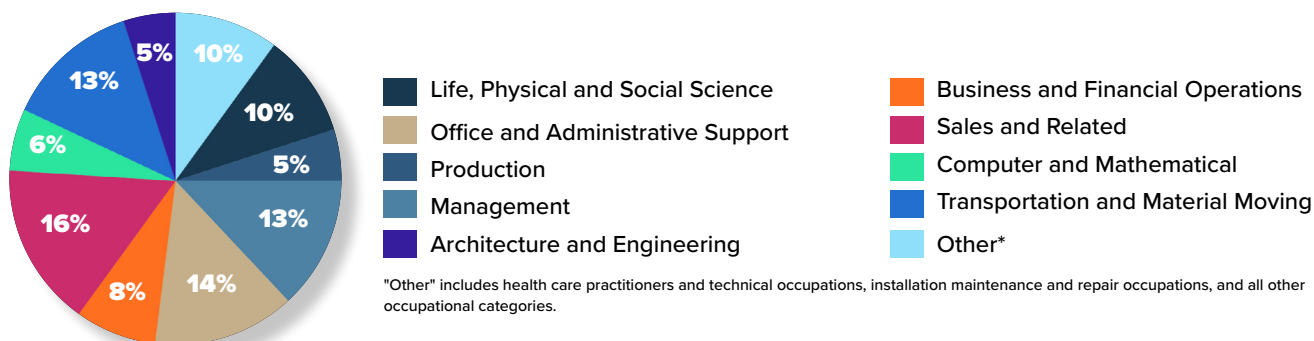 5%
10%
13%
10%
6%
5%
16%
13%
8%
14%
Life, Physical and Social Science
Office and Administrative Support
Production
Management
Architecture and Engineering
Business and Financial Operations
Sales and Related
Computer and Mathematical
Transportation and Material Moving
Other*
"Other" includes health care practitioners and technical occupations, installation maintenance and repair occupations, and all other
occupational categories.